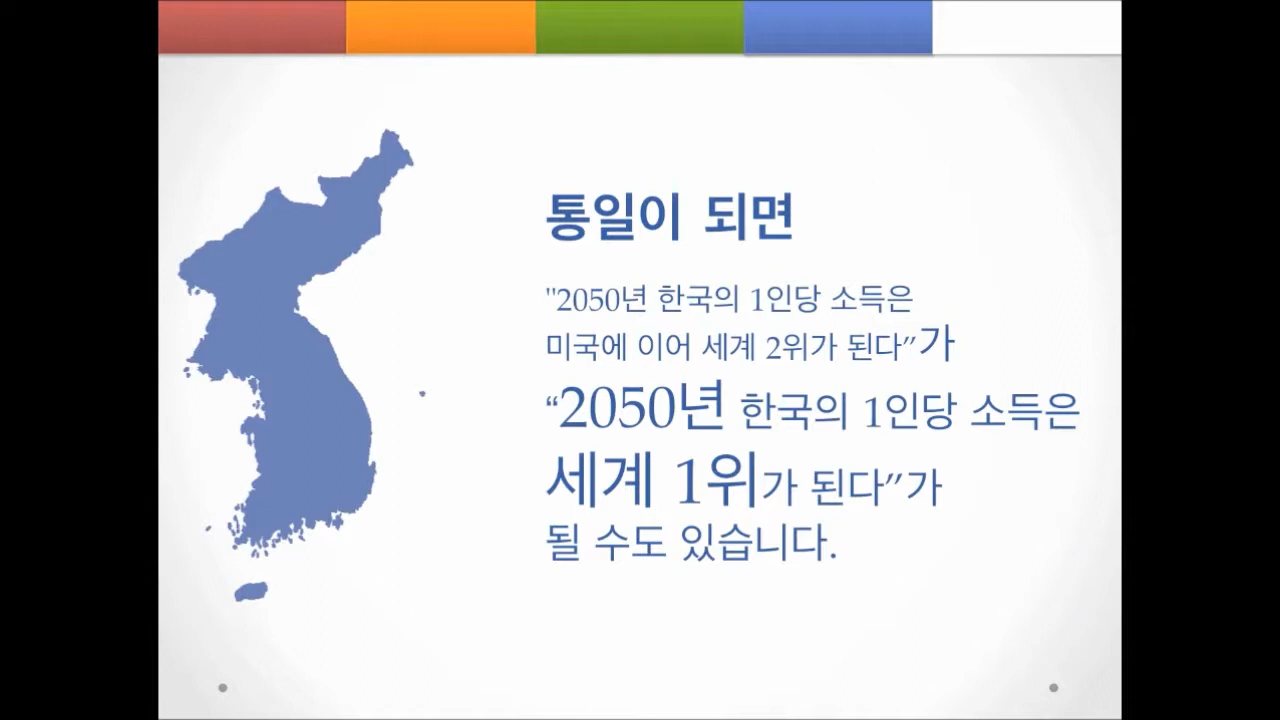 통일이 되면
"2050년 한국의 1인당 소득은
미국에 이어 세계 2위가 된다”가
“2050년 한국의 1인당 소득은
세계 1위가 된다”가
될 수도 있습니다.